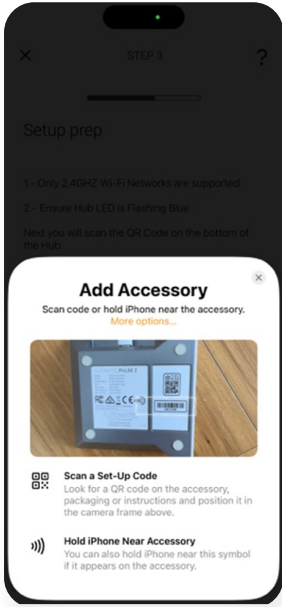 STEP 3
?
Setup prep
1.- Only 2.4GHZ Wi-Fi Networks are supported
2.- Ensure Hub LED is Flashing Blue
Next you will scan the QR Code on the bottom of
the Hub.
Add Accessory
Scan code or hold iPhone near the accessory.
More options...
PULSE 2
Scan a Set-Up Code
Look for a QR code on the accessory,
packaging or instructions and position it in
the camera frame above.
Hold iPhone Near Accessory
You can also hold iPhone near this symbol
if it appears on the accessory.